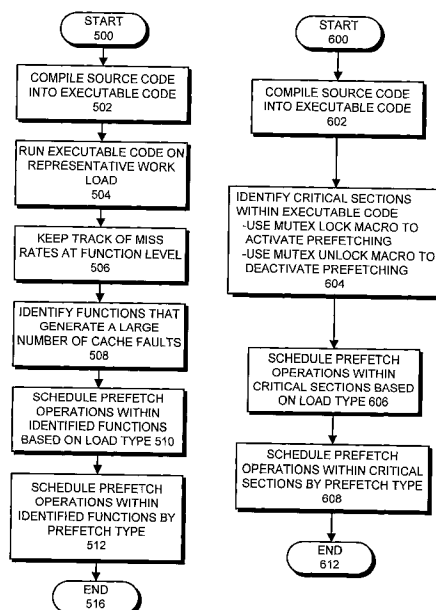 START
500
COMPILE SOURCE CODE
INTO EXECUTABLE CODE
502
RUN EXECUTABLE CODE ON
REPRESENTATIVE WORK
LOAD
504
KEEP TRACK OF MISS
RATES AT FUNCTION LEVEL
506
IDENTIFY FUNCTIONS THAT
GENERATE A LARGE
NUMBER OF CACHE FAULTS
508
SCHEDULE PREFETCH
OPERATIONS WITHIN
IDENTIFIED FUNCTIONS
BASED ON LOAD TYPE 510
SCHEDULE PREFETCH
OPERATIONS WITHIN
IDENTIFIED FUNCTIONS BY
PREFETCH TYPE
512
END
516
START
600
COMPILE SOURCE CODE
INTO EXECUTABLE CODE
602
IDENTIFY CRITICAL SECTIONS
WITHIN EXECUTABLE CODE
-USE MUTEX LOCK MACRO TO
ACTIVATE PREFETCHING
-USE MUTEX UNLOCK MACRO TO
DEACTIVATE PREFETCHING
604
SCHEDULE PREFETCH
OPERATIONS WITHIN
CRITICAL SECTIONS BASED
ON LOAD TYPE 606
SCHEDULE PREFETCH
OPERATIONS WITHIN CRITICAL
SECTIONS BY PREFETCH TYPE
608
END
612